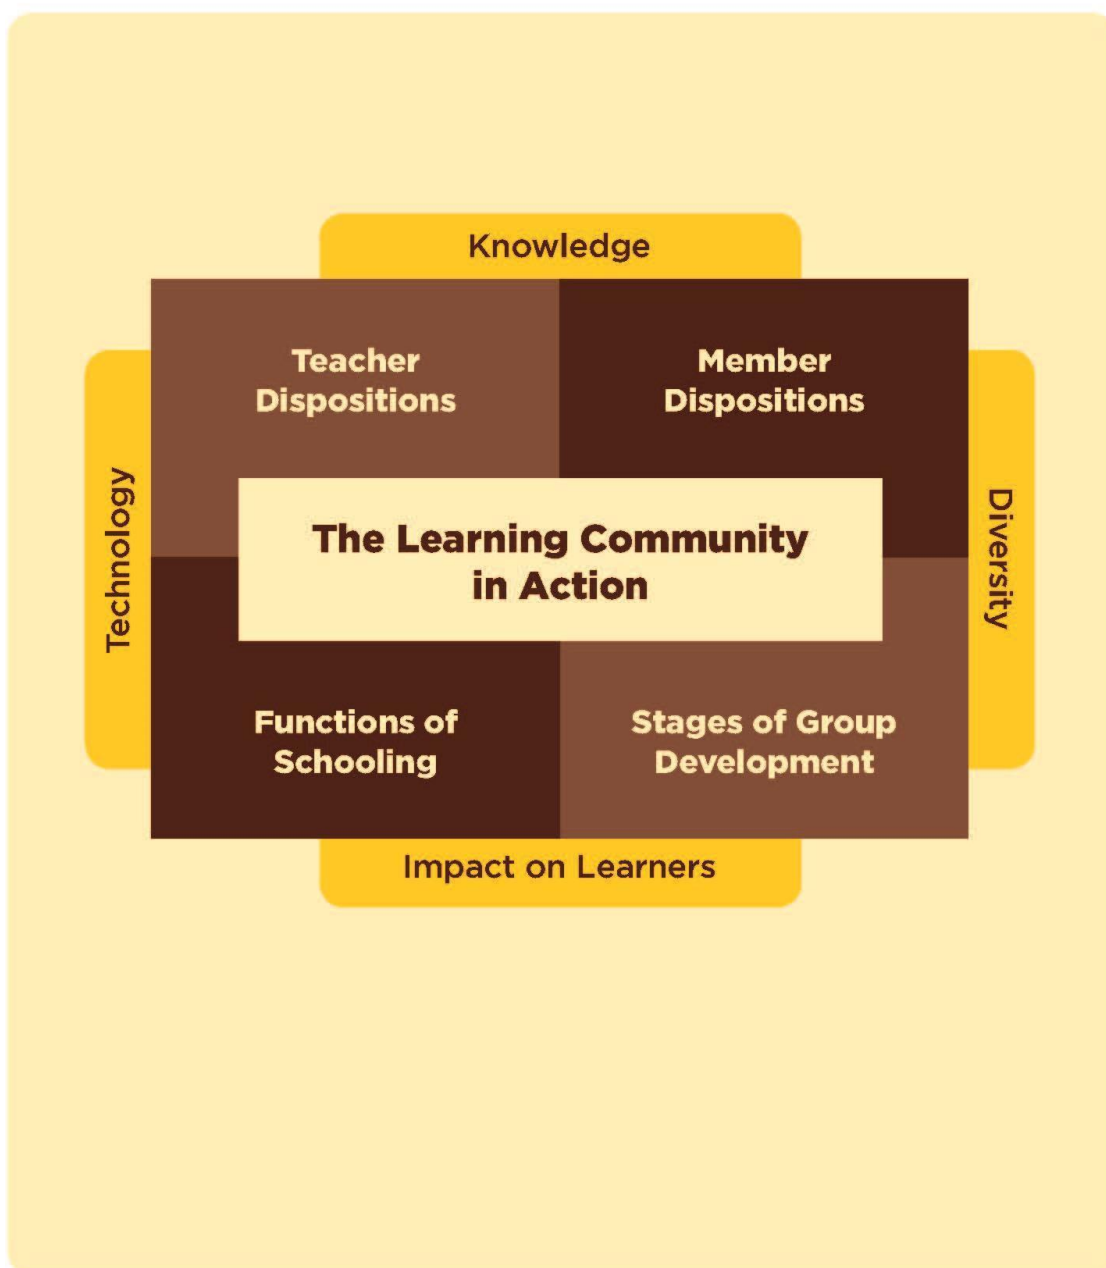 Knowledge
Teacher
Dispositions
Member
Dispositions
Technology
The Learning Community
in Action
Diversity
Functions of
Schooling
Stages of Group
Development
Impact on Learners